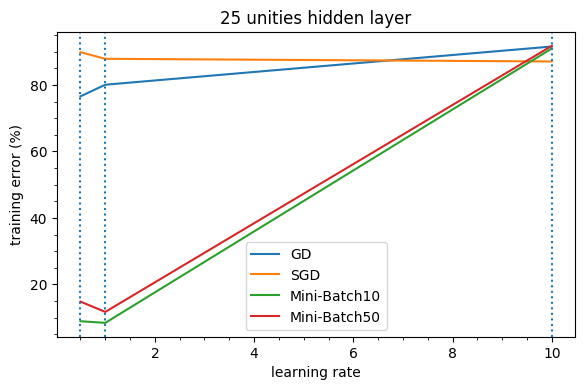 25 unities hidden layer
training error (%)
80
60
40
20
GD
SGD
Mini-Batch10
Mini-Batch50
2
4
6
8
10
learning rate